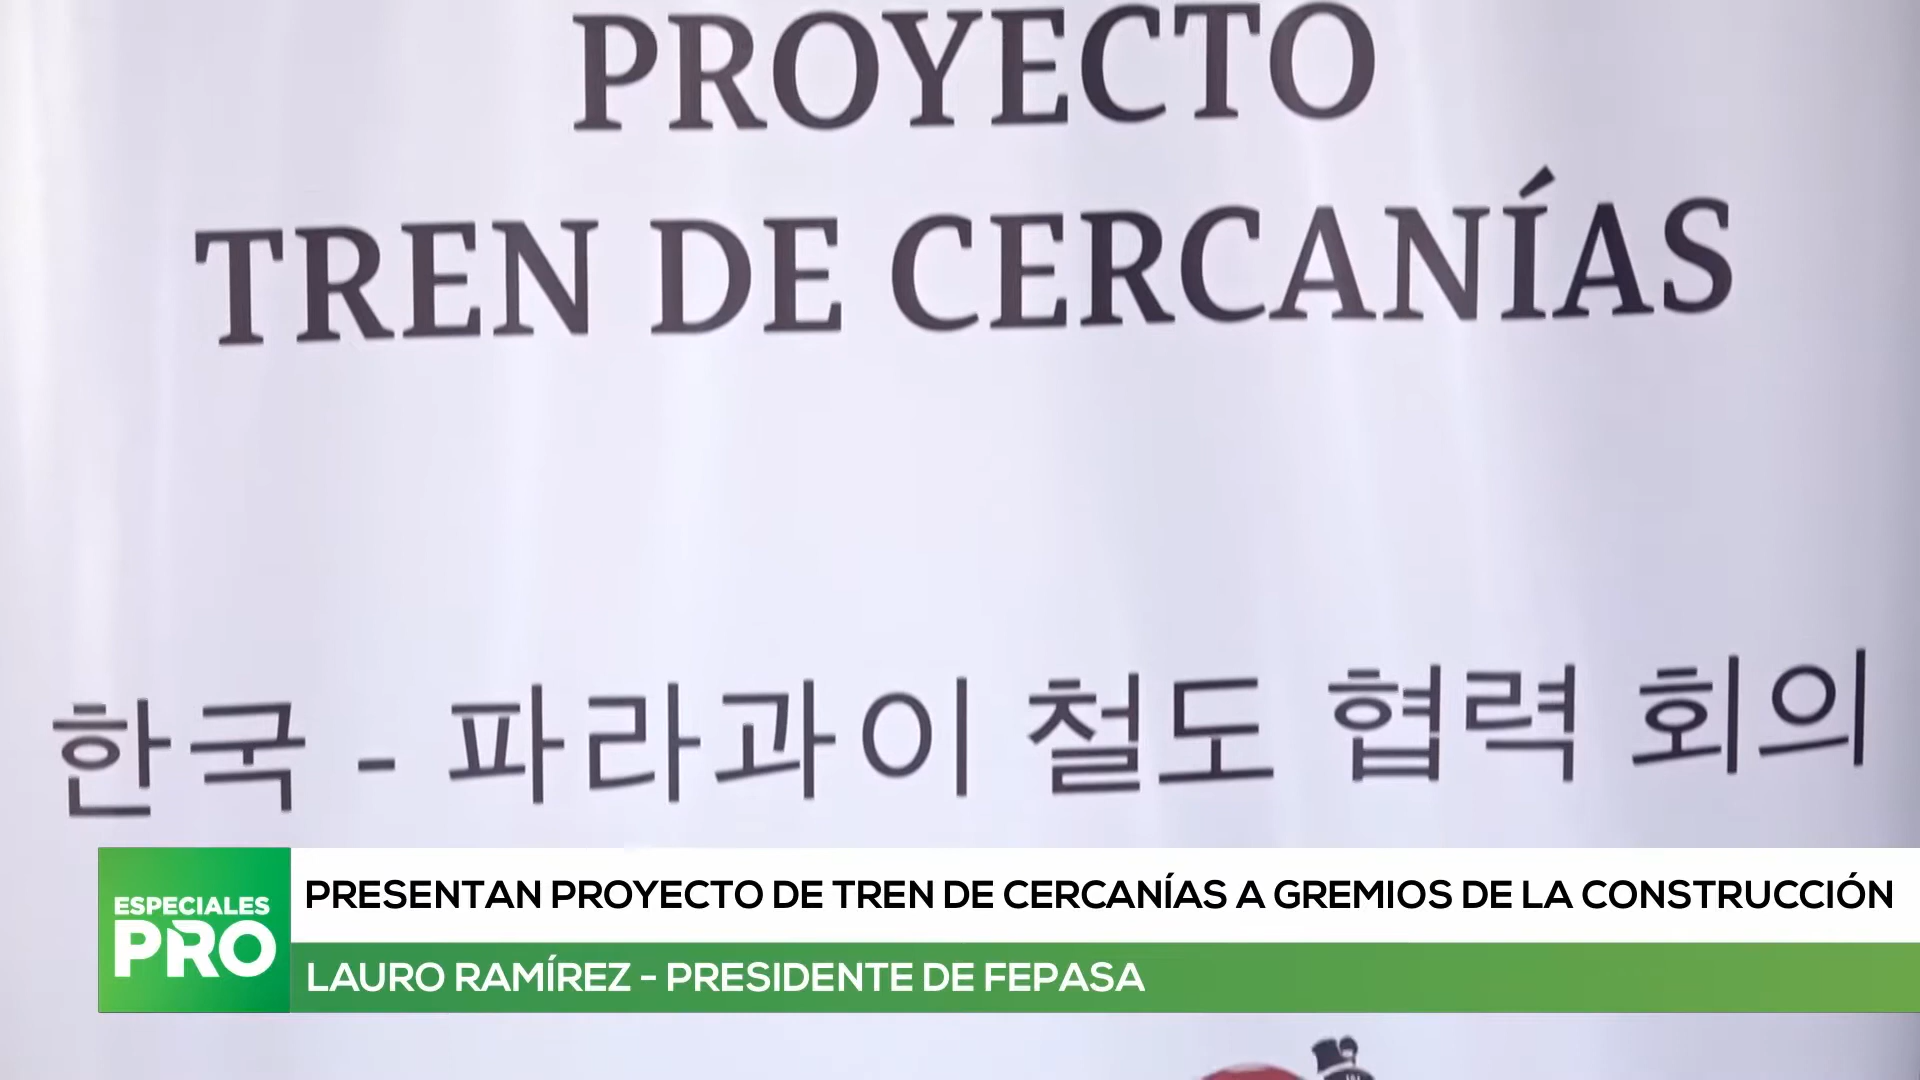 PROYECTO
TREN DE CERCANÍAS
한국 - 파라과이 철도 협력 회의
ESPECIALES
PRO
PRESENTAN PROYECTO DE TREN DE CERCANÍAS A GREMIOS DE LA CONSTRUCCIÓN
LAURO RAMÍREZ - PRESIDENTE DE FEPASA